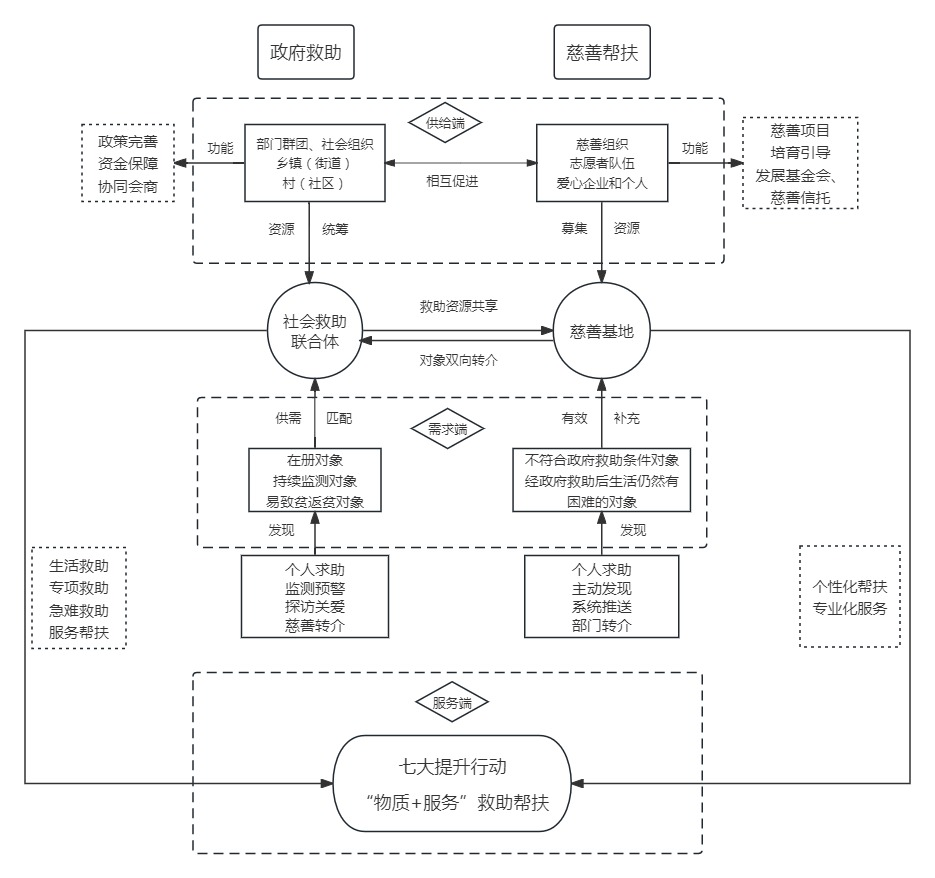 政府救助
慈善帮扶
供给端
政策完善
资金保障
协同会商
功能
部门群团、社会组织
乡镇（街道）
村（社区）
相互促进
慈善组织
志愿者队伍
爱心企业和个人
功能
慈善项目
培育引导
发展基金会、
慈善信托
资源 统筹
募集 资源
社会救助
联合体
救助资源共享
对象双向转介
慈善基地
供需 匹配
需求端
有效 补充
在册对象
持续监测对象
易致贫返贫对象
不符合政府救助条件对象
经政府救助后生活仍然有
困难的对象
发现
发现
个人求助
监测预警
探访关爱
慈善转介
个人求助
主动发现
系统推送
部门转介
生活救助
专项救助
急难救助
服务帮扶
个性化帮扶
专业化服务
服务端
七大提升行动
“物质+服务”救助帮扶